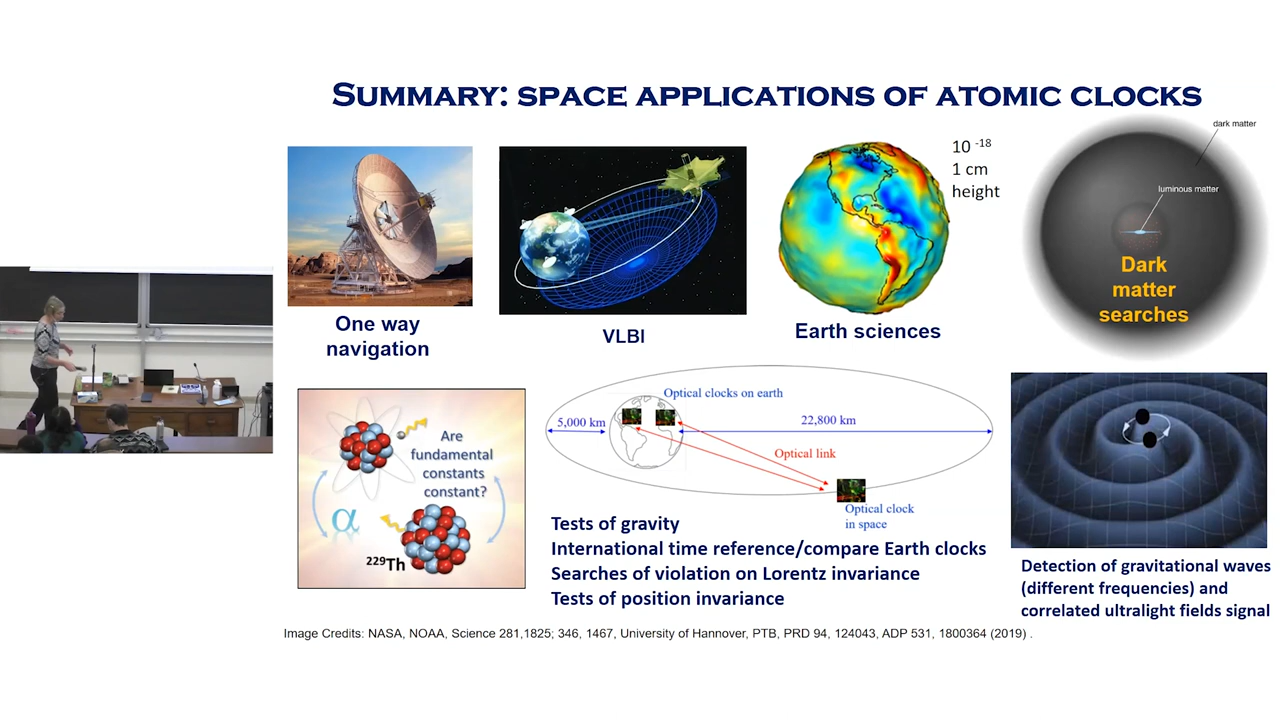 SUMMARY: SPACE APPLICATIONS OF ATOMIC CLOCKS
One way
navigation
VLBI
10 -18
1 cm
height
Earth sciences
dark matter
luminous matter
Dark
matter
searches
Are
fundamental
constants
constant?
α
229Th
Optical clocks on earth
5,000 km
22,800 km
Optical link
Optical clock
in space
Tests of gravity
International time reference/compare Earth clocks
Searches of violation on Lorentz invariance
Tests of position invariance
Detection of gravitational waves
(different frequencies) and
correlated ultralight fields signal
Image Credits: NASA, NOAA, Science 281,1825; 346, 1467, University of Hannover, PTB, PRD 94, 124043, ADP 531, 1800364 (2019) .